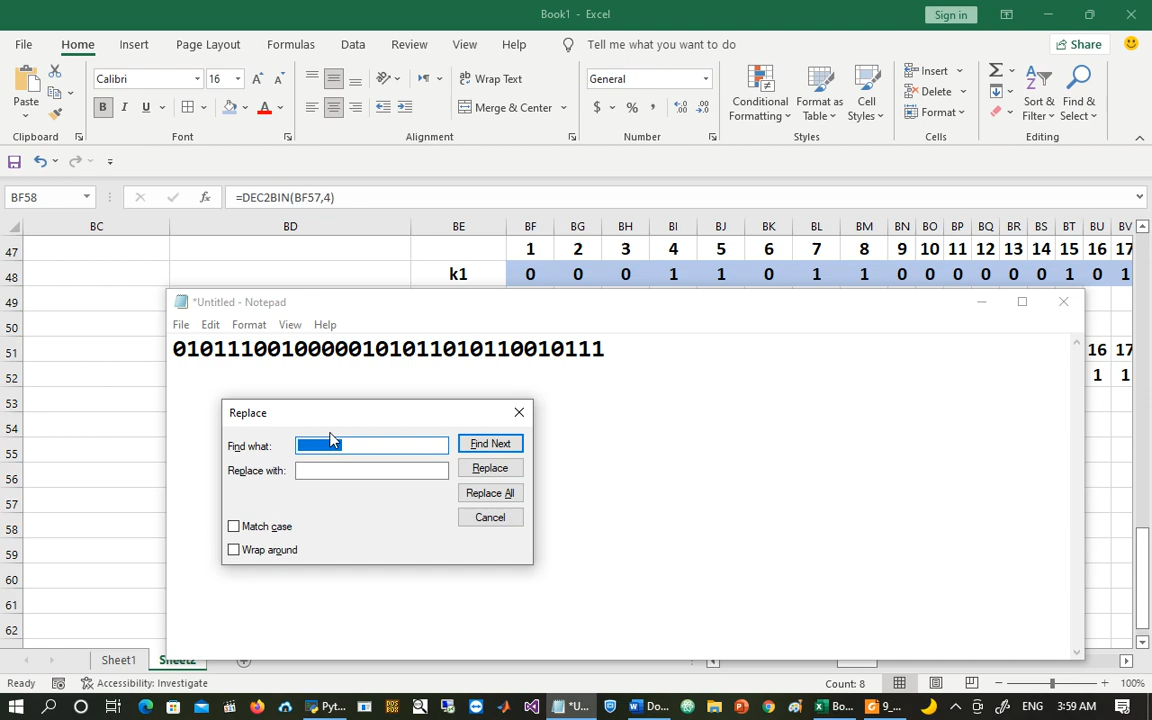 Book1 - Excel
Sign in
File Home Insert Page Layout Formulas Data Review View Help Tell me what you want to do Share
Calibri 16 Wrap Text General Insert
Paste B I U Merge & Center $ % , Conditional Formatting Format as Table Cell Styles Delete Format Sort & Filter Find & Select
Clipboard Font Alignment Number Styles Cells Editing
BF58 fx =DEC2BIN(BF57,4)
BC BD BE BF BG BH BI BJ BK BL BM BN BO BP BQ BR BS BT BU BV
47 1 2 3 4 5 6 7 8 9 10 11 12 13 14 15 16 17
48 k1 0 0 0 1 1 0 1 1 0 0 0 0 0 0 1 0 1
49
50
51 16 17
52 1 1
53
54
55
56
57
58
59
60
61
62
*Untitled - Notepad
File Edit Format View Help
01011100100000101011010110010111
Replace
Find what: Find Next
Replace with: Replace
Replace All
Match case Cancel
Wrap around
Sheet1 Sheet2
Ready Accessibility: Investigate Count: 8 100%
Pyt... *U... Do... Bo... 9_... ENG 3:59 AM